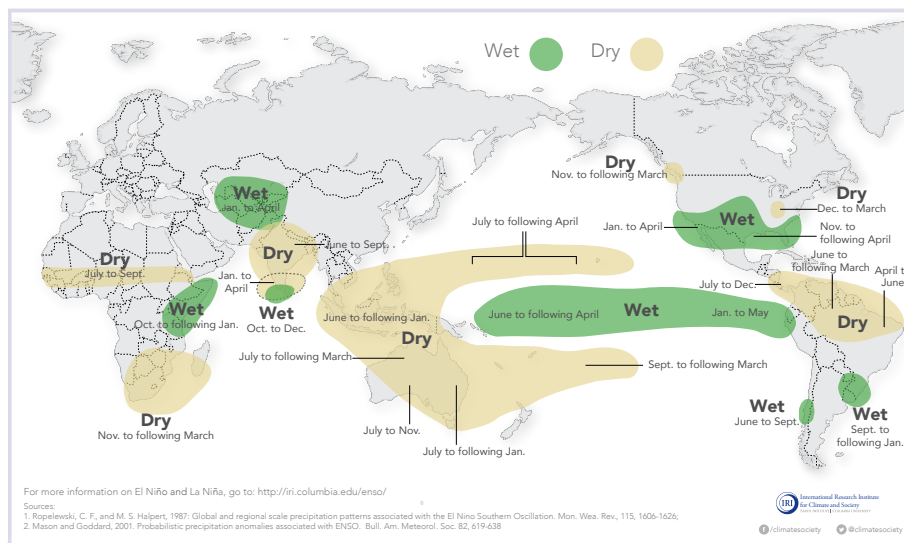 Wet
Dry
Dry
Nov. to following March
Dry
Dec. to March
Wet
Jan. to April
Wet
Jan. to April
Nov. to
following April
July to following April
Dry
June to Sept.
Dry
July to Sept.
Jan. to
April
June to
following March
July to Dec.
April t
June
Wet
Oct. to following Jan.
Wet
Oct. to Dec.
June to following Jan.
Dry
June to following April
Wet
Jan. to May
Dry
July to following March
Sept. to following March
Dry
Nov. to following March
July to Nov.
July to following Jan.
Wet
June to Sept.
Wet
Sept. to
following Jan.
For more information on El Niño and La Niña, go to: http://iri.columbia.edu/enso/
Sources:
1. Ropelewski, C. F., and M. S. Halpert, 1987: Global and regional scale precipitation patterns associated with the El Nino Southern Oscillation. Mon. Wea. Rev., 115, 1606-1626;
2. Mason and Goddard, 2001. Probabilistic precipitation anomalies associated with ENSO. Bull. Am. Meteorol. Soc. 82, 619-638
IRI
International Research Institute
for Climate and Society
/climatesociety
@climatesociety